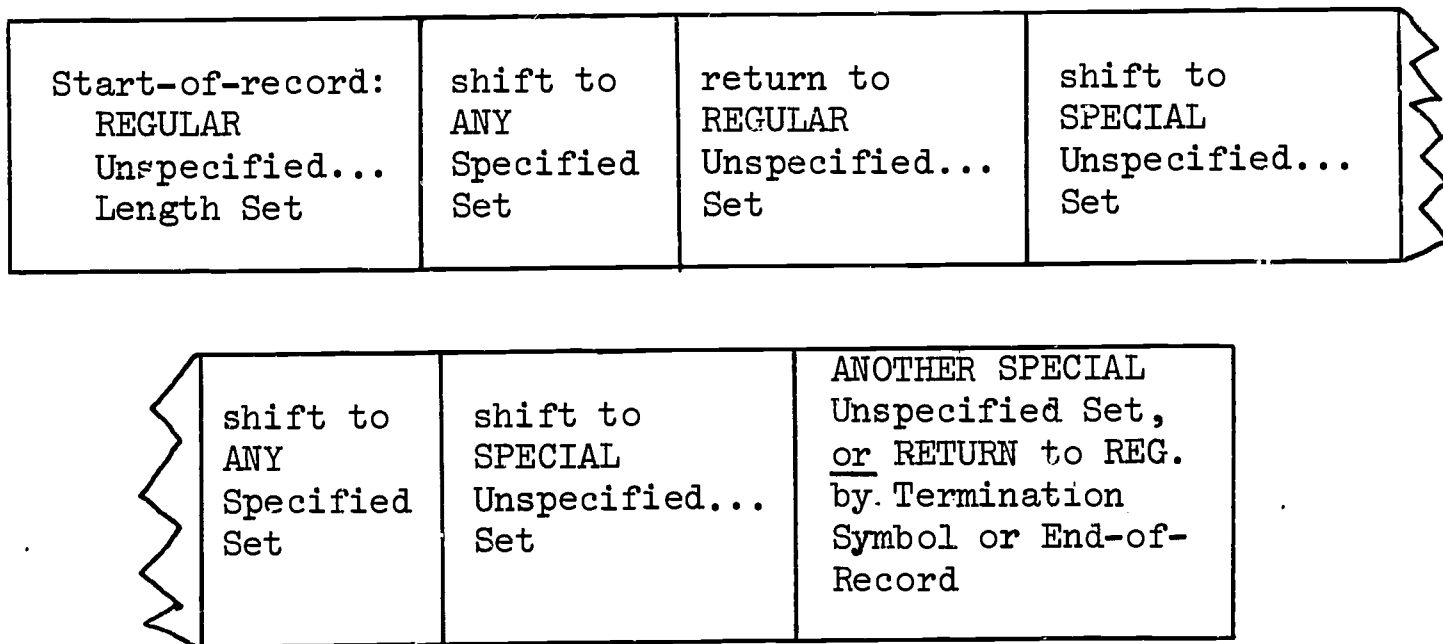 Start-of-record:
REGULAR
Unspecified...
Length Set
shift to
ANY
Specified
Set
return to
REGULAR
Unspecified...
Set
shift to
SPECIAL
Unspecified...
Set
shift to
ANY
Specified
Set
shift to
SPECIAL
Unspecified...
Set
ANOTHER SPECIAL
Unspecified Set,
or RETURN to REG.
by Termination
Symbol or End-of-
Record